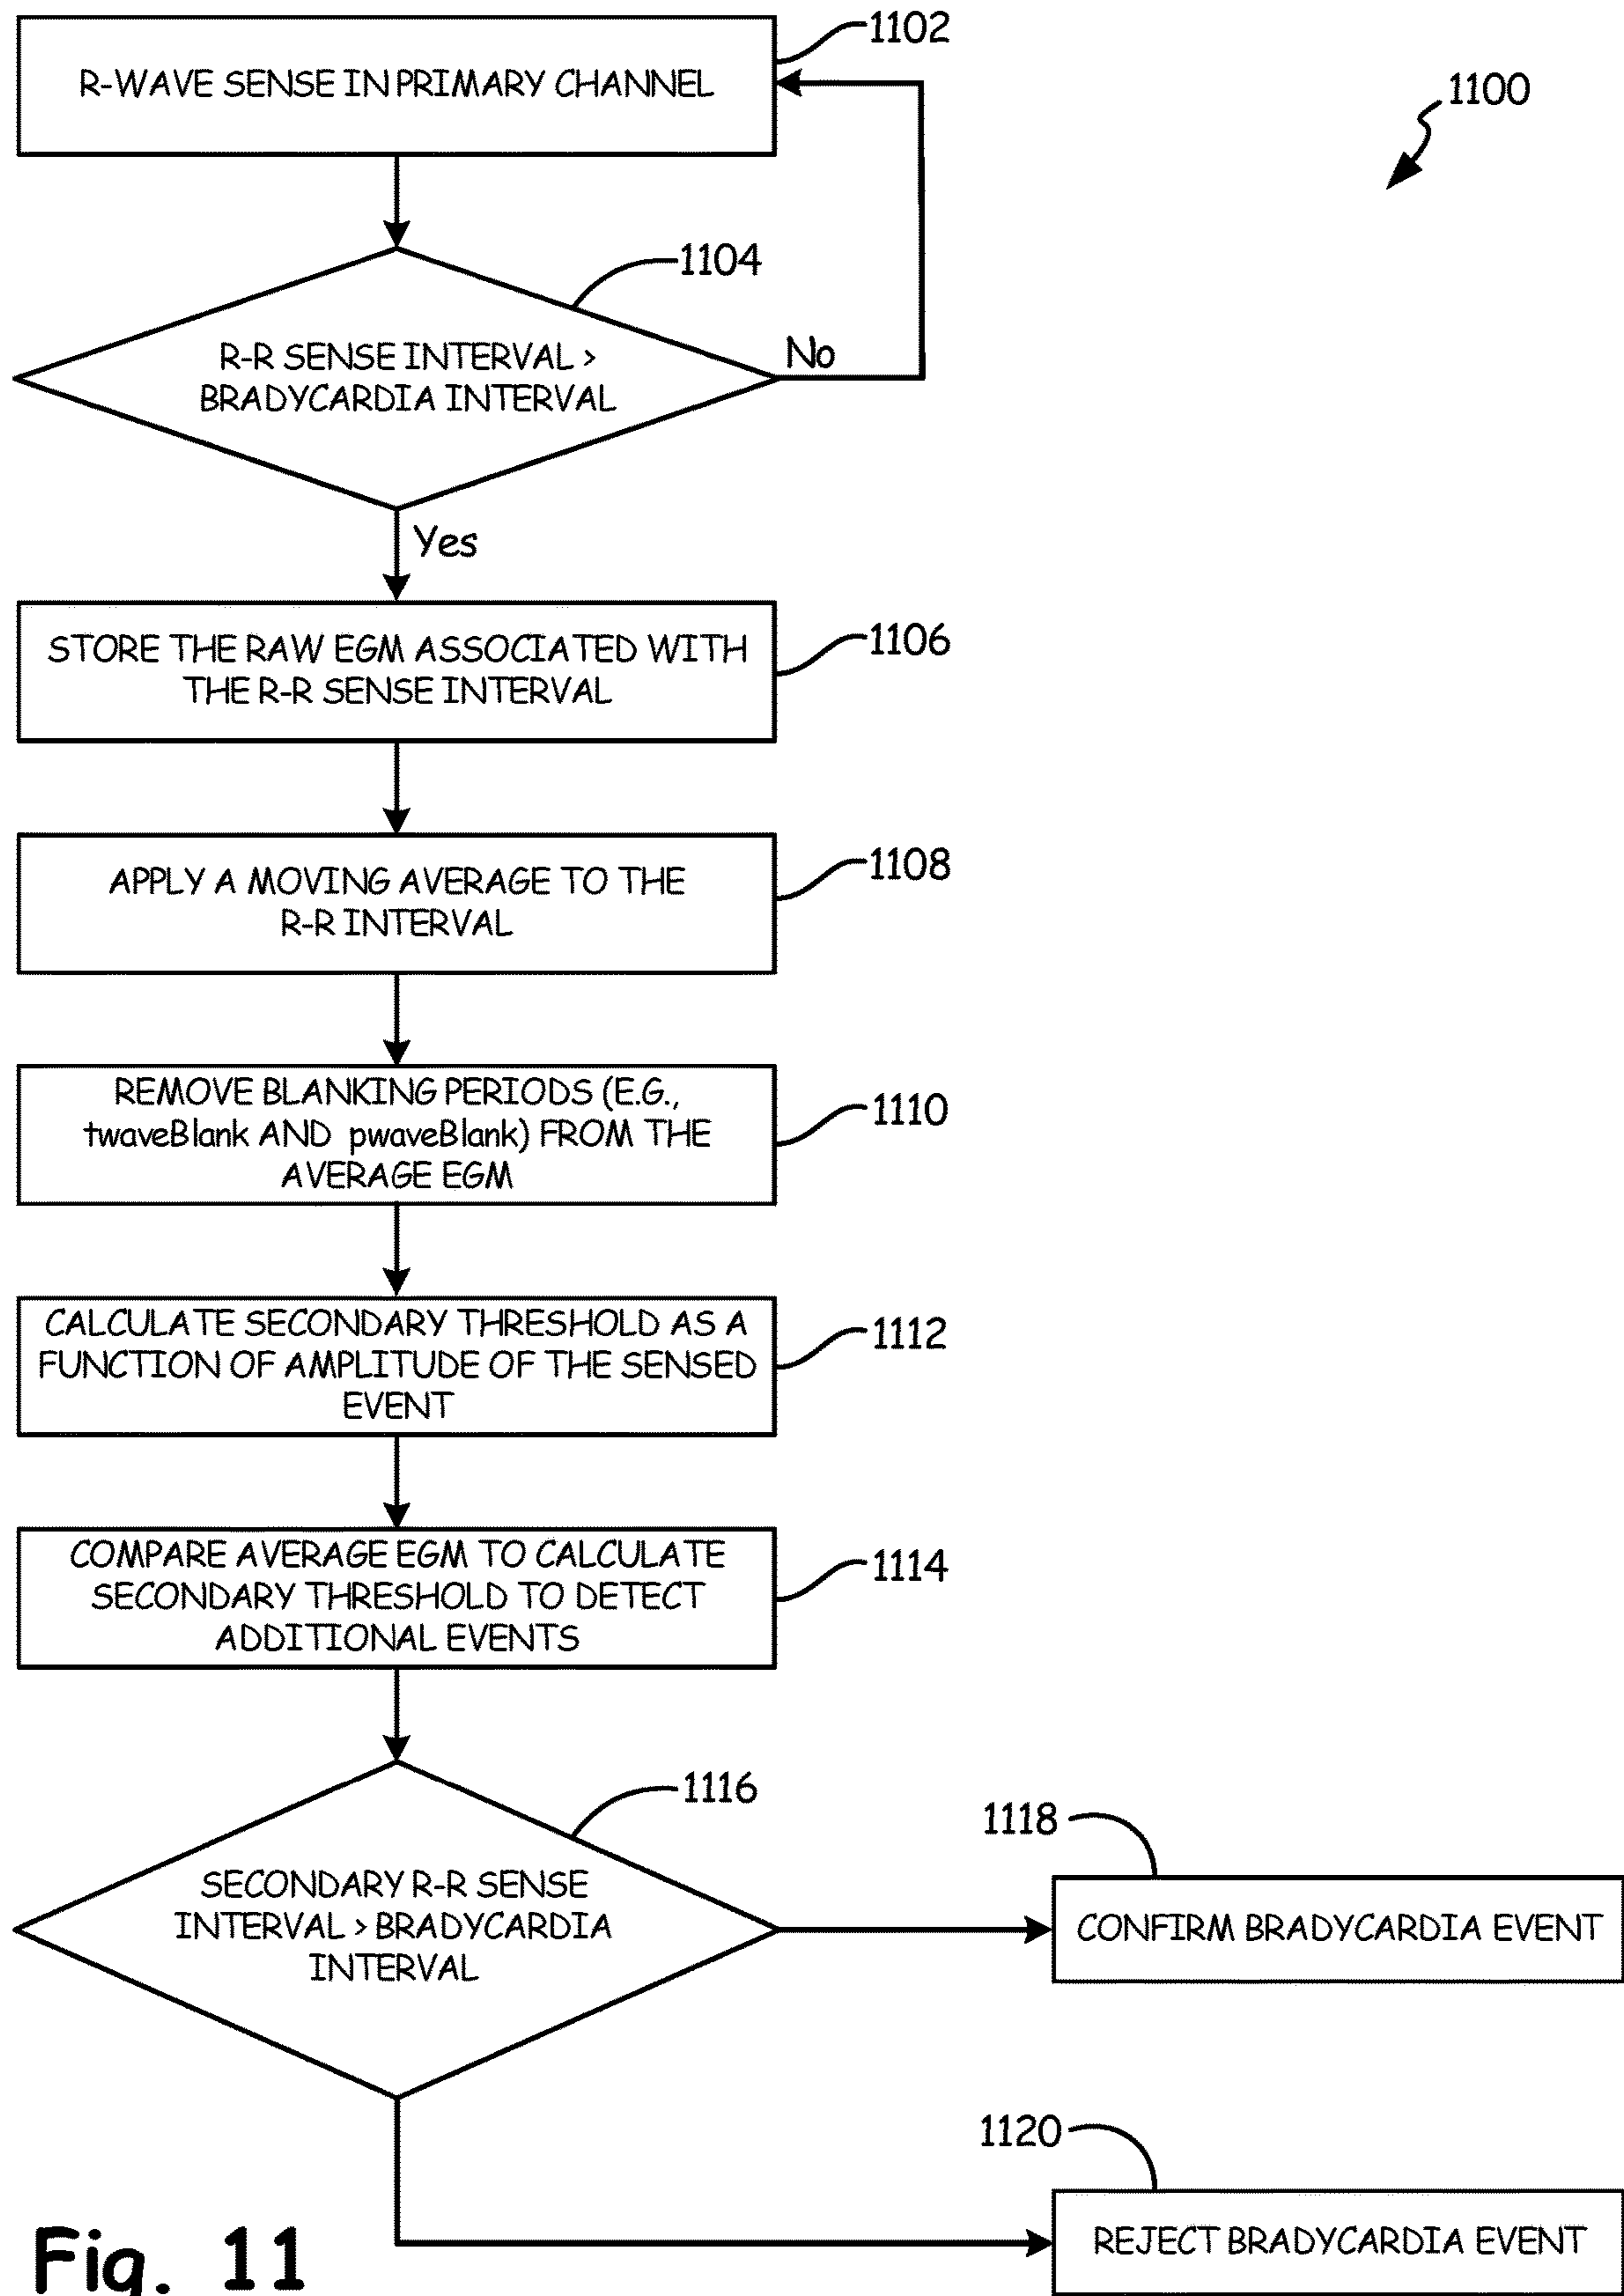 1102
R-WAVE SENSE IN PRIMARY CHANNEL
1100
1104
R-R SENSE INTERVAL >
BRADYCARDIA INTERVAL
No
Yes
1106
STORE THE RAW EGM ASSOCIATED WITH
THE R-R SENSE INTERVAL
1108
APPLY A MOVING AVERAGE TO THE
R-R INTERVAL
1110
REMOVE BLANKING PERIODS (E.G.,
twaveBlank AND pwaveBlank) FROM THE
AVERAGE EGM
1112
CALCULATE SECONDARY THRESHOLD AS A
FUNCTION OF AMPLITUDE OF THE SENSED
EVENT
1114
COMPARE AVERAGE EGM TO CALCULATE
SECONDARY THRESHOLD TO DETECT
ADDITIONAL EVENTS
1116
SECONDARY R-R SENSE
INTERVAL > BRADYCARDIA
INTERVAL
1118
CONFIRM BRADYCARDIA EVENT
1120
REJECT BRADYCARDIA EVENT
Fig. 11